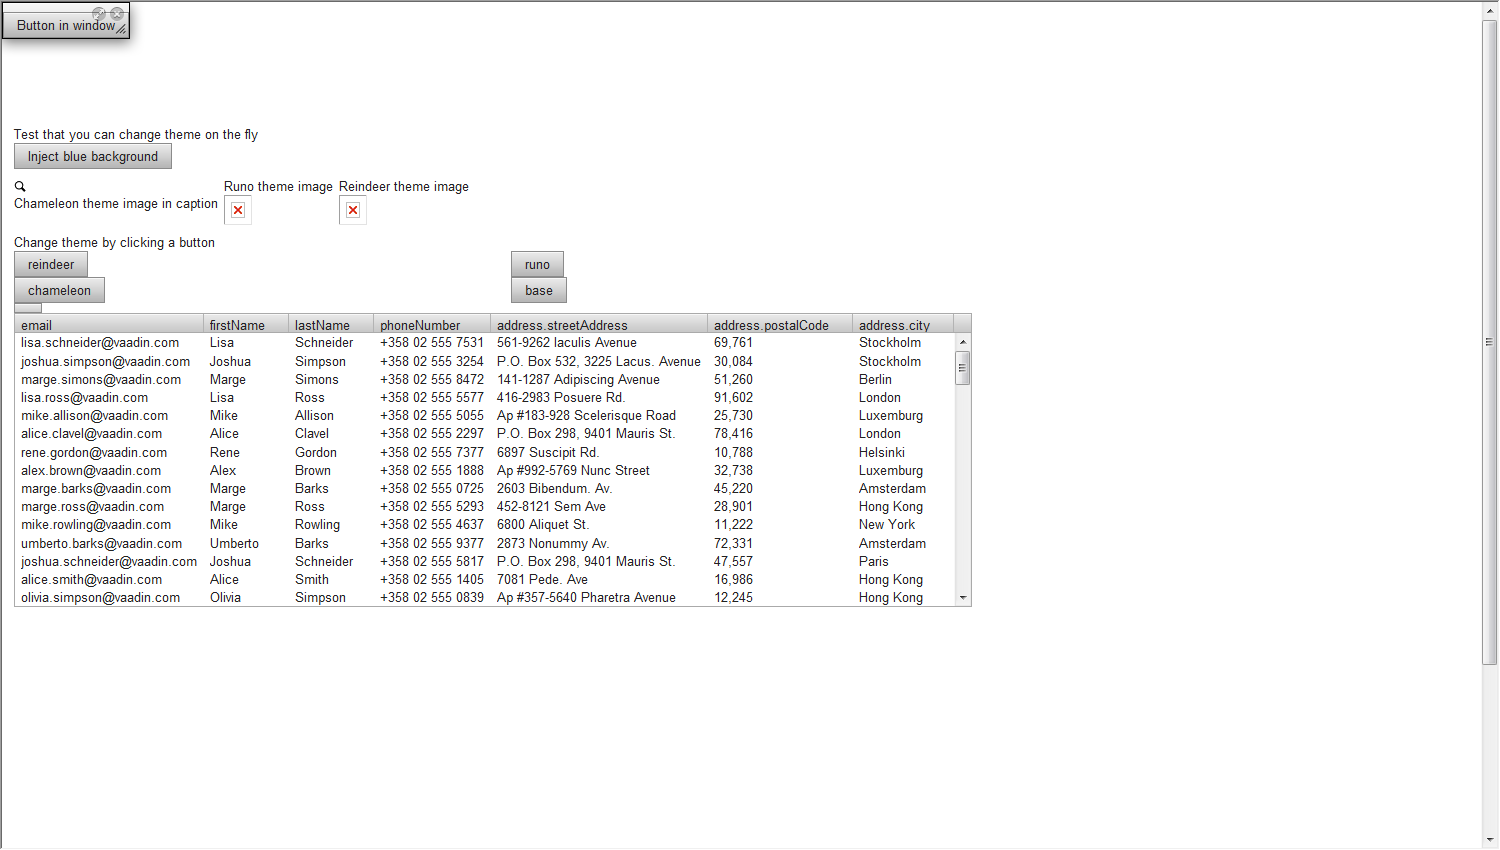 Button in window
Test that you can change theme on the fly
Inject blue background
Runo theme image Reindeer theme image
Chameleon theme image in caption
Change theme by clicking a button
reindeer runo
chameleon base
email firstName lastName phoneNumber address.streetAddress address.postalCode address.city
lisa.schneider@vaadin.com Lisa Schneider +358 02 555 7531 561-9262 Iaculis Avenue 69,761 Stockholm
joshua.simpson@vaadin.com Joshua Simpson +358 02 555 3254 P.O. Box 532, 3225 Lacus. Avenue 30,084 Stockholm
marge.simons@vaadin.com Marge Simons +358 02 555 8472 141-1287 Adipiscing Avenue 51,260 Berlin
lisa.ross@vaadin.com Lisa Ross +358 02 555 5577 416-2983 Posuere Rd. 91,602 London
mike.allison@vaadin.com Mike Allison +358 02 555 5055 Ap #183-928 Scelerisque Road 25,730 Luxemburg
alice.clavel@vaadin.com Alice Clavel +358 02 555 2297 P.O. Box 298, 9401 Mauris St. 78,416 London
rene.gordon@vaadin.com Rene Gordon +358 02 555 7377 6897 Suscipit Rd. 10,788 Helsinki
alex.brown@vaadin.com Alex Brown +358 02 555 1888 Ap #992-5769 Nunc Street 32,738 Luxemburg
marge.barks@vaadin.com Marge Barks +358 02 555 0725 2603 Bibendum. Av. 45,220 Amsterdam
marge.ross@vaadin.com Marge Ross +358 02 555 5293 452-8121 Sem Ave 28,901 Hong Kong
mike.rowling@vaadin.com Mike Rowling +358 02 555 4637 6800 Aliquet St. 11,222 New York
umberto.barks@vaadin.com Umberto Barks +358 02 555 9377 2873 Nonummy Av. 72,331 Amsterdam
joshua.schneider@vaadin.com Joshua Schneider +358 02 555 5817 P.O. Box 298, 9401 Mauris St. 47,557 Paris
alice.smith@vaadin.com Alice Smith +358 02 555 1405 7081 Pede. Ave 16,986 Hong Kong
olivia.simpson@vaadin.com Olivia Simpson +358 02 555 0839 Ap #357-5640 Pharetra Avenue 12,245 Hong Kong